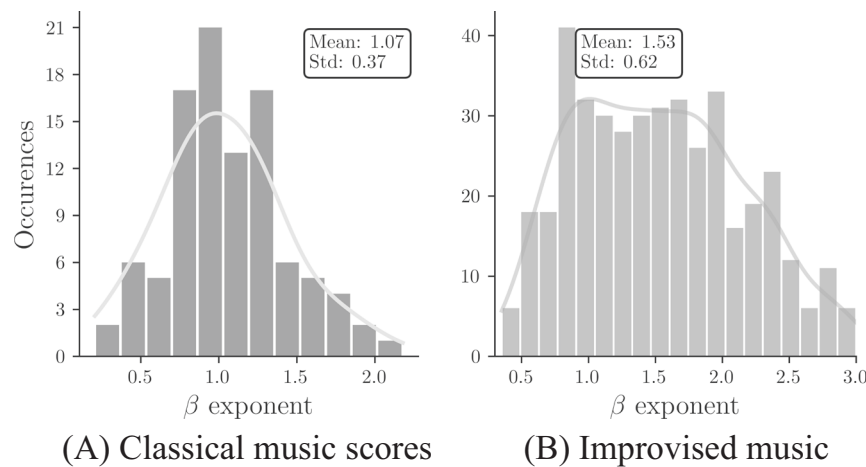 21
18
15
12
9
6
3
0
Occurences
Mean: 1.07
Std: 0.37
0.5 1.0 1.5 2.0
β exponent
(A) Classical music scores
40
30
20
10
0
Mean: 1.53
Std: 0.62
0.5 1.0 1.5 2.0 2.5 3.0
β exponent
(B) Improvised music